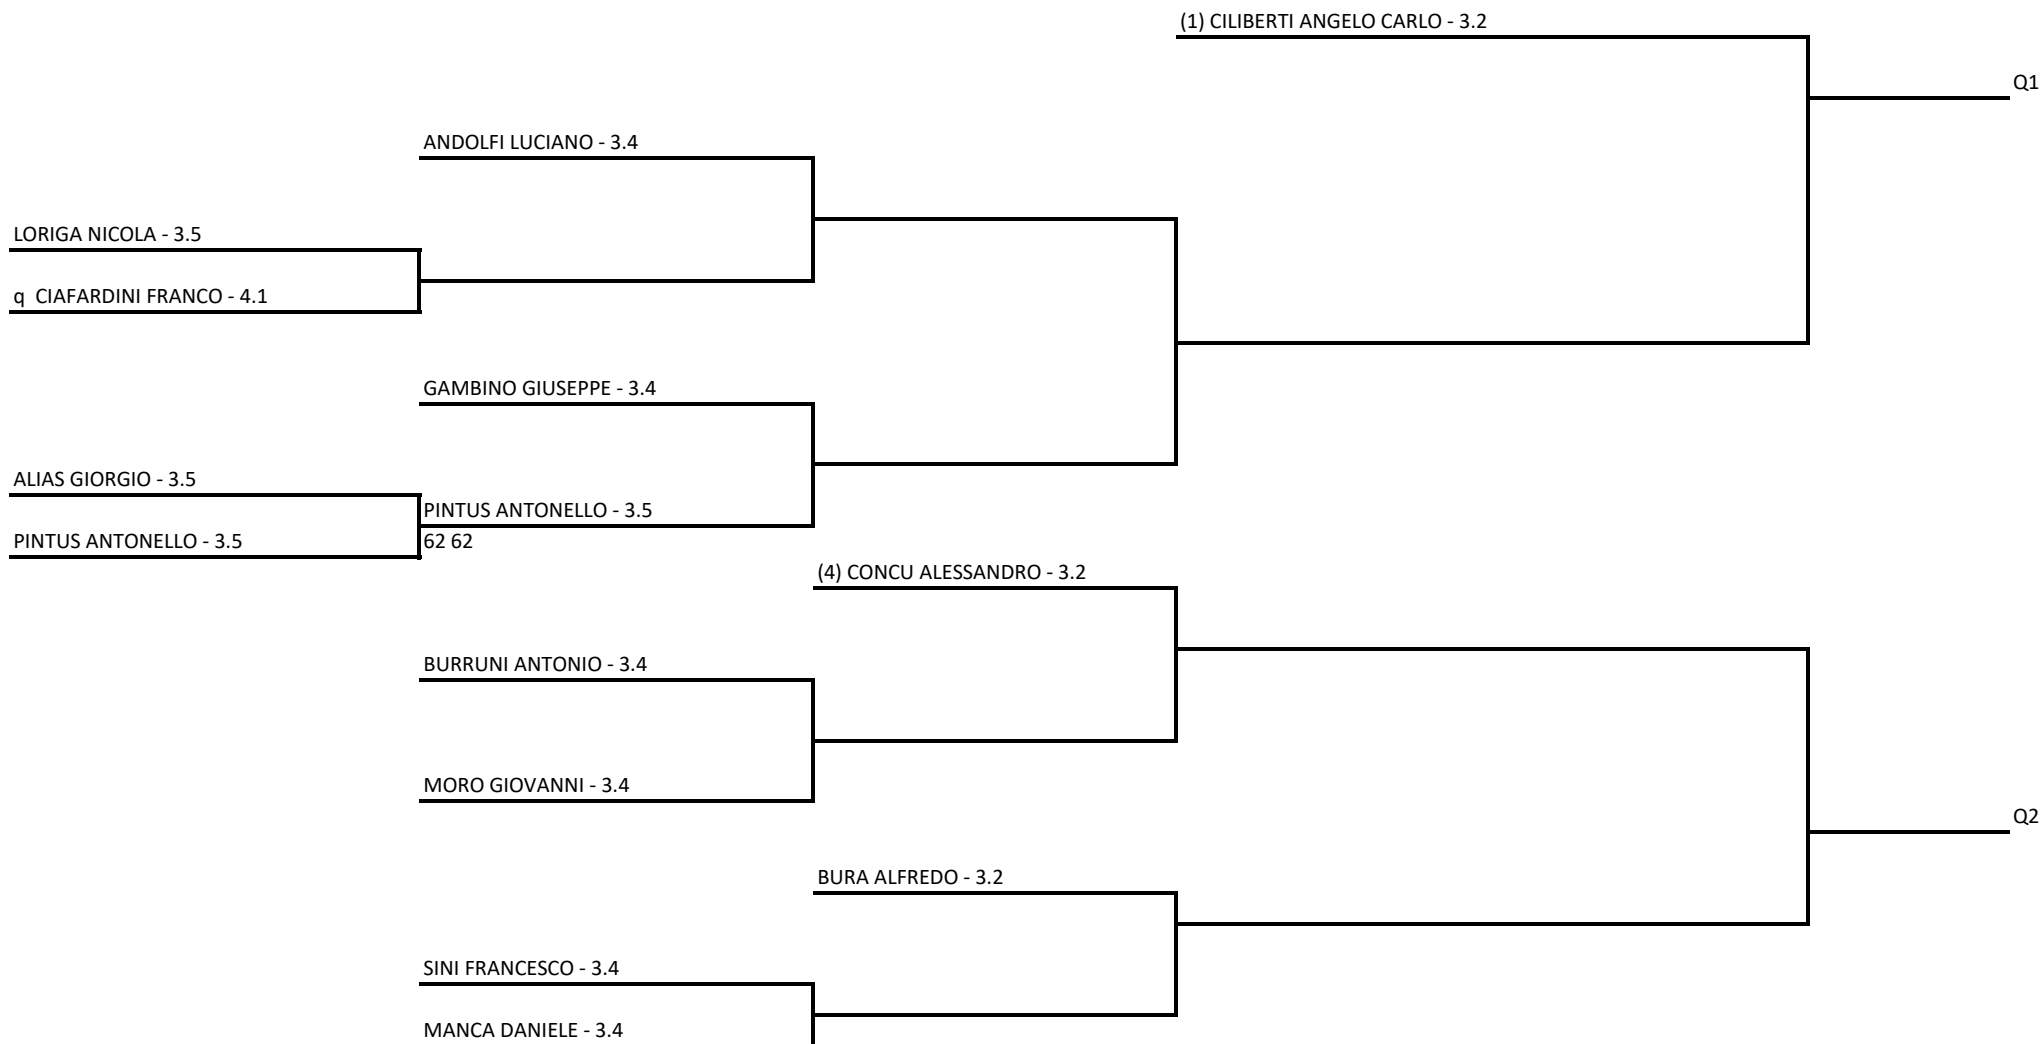 (1) CILIBERTI ANGELO CARLO - 3.2
Q1
ANDOLFI LUCIANO - 3.4
LORIGA NICOLA - 3.5
q  CIAFARDINI FRANCO - 4.1
GAMBINO GIUSEPPE - 3.4
ALIAS GIORGIO - 3.5
PINTUS ANTONELLO - 3.5
PINTUS ANTONELLO - 3.5
62 62
(4) CONCU ALESSANDRO - 3.2
BURRUNI ANTONIO - 3.4
MORO GIOVANNI - 3.4
Q2
BURA ALFREDO - 3.2
SINI FRANCESCO - 3.4
MANCA DANIELE - 3.4